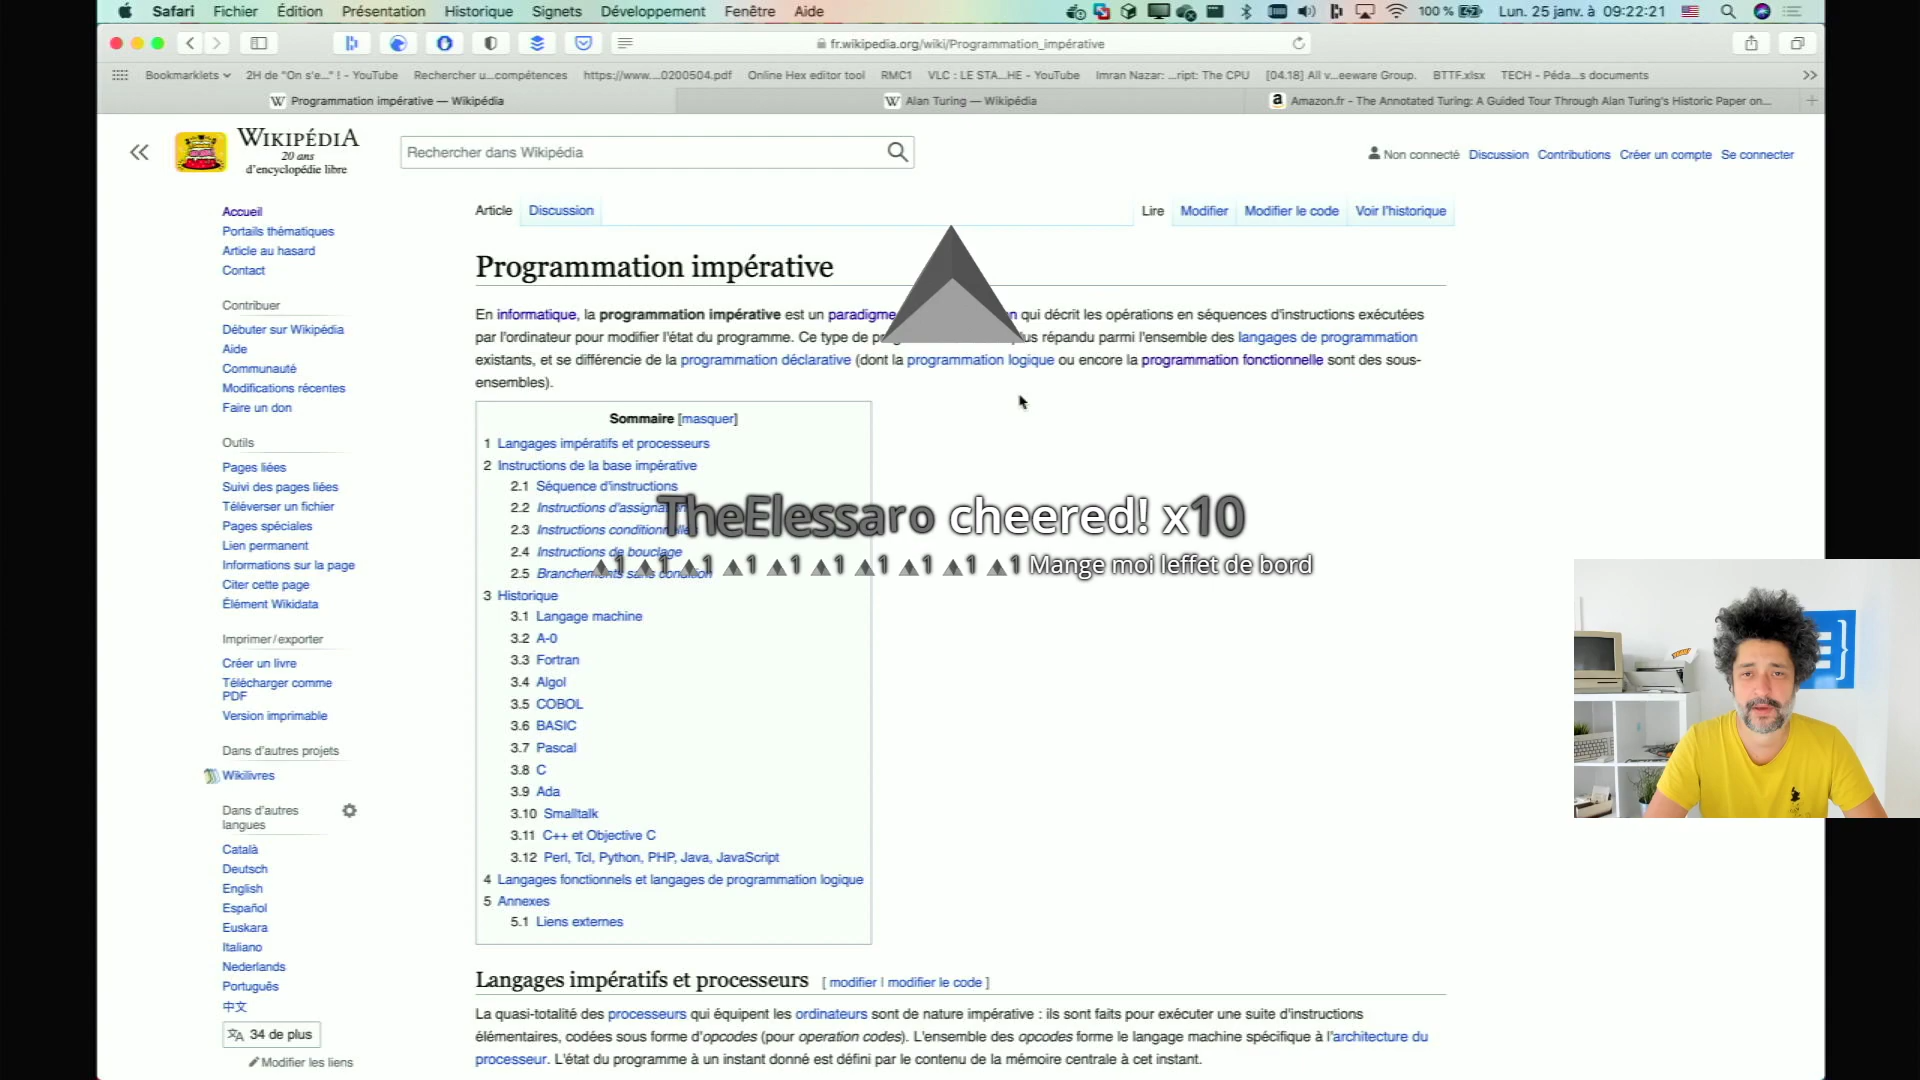 Safari Fichier Édition Présentation Historique Signets Développement Fenêtre Aide 100 % Lun. 25 janv. à 09:22:21
fr.wikipedia.org/wiki/Programmation_impérative
Bookmarklets 2H de "On s'e..." ! - YouTube Rechercher u...compétences https://www....0200504.pdf Online Hex editor tool RMC1 VLC : LE STA...HE - YouTube Imran Nazar: ...ript: The CPU [04.18] All v...eeware Group. BTTF.xlsx TECH - Péda...s documents
Programmation impérative — Wikipédia
Alan Turing — Wikipédia
Amazon.fr - The Annotated Turing: A Guided Tour Through Alan Turing's Historic Paper on...
WIKIPÉDIA
20 ans
d'encyclopédie libre
Rechercher dans Wikipédia
Non connecté Discussion Contributions Créer un compte Se connecter
Article Discussion Lire Modifier Modifier le code Voir l'historique
Accueil
Portails thématiques
Article au hasard
Contact
Contribuer
Débuter sur Wikipédia
Aide
Communauté
Modifications récentes
Faire un don
Outils
Pages liées
Suivi des pages liées
Téléverser un fichier
Pages spéciales
Lien permanent
Informations sur la page
Citer cette page
Élément Wikidata
Imprimer / exporter
Créer un livre
Télécharger comme
PDF
Version imprimable
Dans d'autres projets
Wikilivres
Dans d'autres
langues
Català
Deutsch
English
Español
Euskara
Italiano
Nederlands
Português
中文
34 de plus
Modifier les liens
Programmation impérative
En informatique, la programmation impérative est un paradigme qui décrit les opérations en séquences d'instructions exécutées
par l'ordinateur pour modifier l'état du programme. Ce type de répandu parmi l'ensemble des langages de programmation
existants, et se différencie de la programmation déclarative (dont la programmation logique ou encore la programmation fonctionnelle sont des sous-
ensembles).
Sommaire [masquer]
1 Langages impératifs et processeurs
2 Instructions de la base impérative
2.1 Séquence d'instructions
2.2 Instructions
2.3 Instructions
2.4 Instructions de bouclage
2.5 Branchements sans condition
3 Historique
3.1 Langage machine
3.2 A-0
3.3 Fortran
3.4 Algol
3.5 COBOL
3.6 BASIC
3.7 Pascal
3.8 C
3.9 Ada
3.10 Smalltalk
3.11 C++ et Objective C
3.12 Perl, Tcl, Python, PHP, Java, JavaScript
4 Langages fonctionnels et langages de programmation logique
5 Annexes
5.1 Liens externes
TheElessaro cheered! x10
1 1 1 1 1 1 1 1 1 1 Mange moi leffet de bord
Langages impératifs et processeurs [ modifier | modifier le code ]
La quasi-totalité des processeurs qui équipent les ordinateurs sont de nature impérative : ils sont faits pour exécuter une suite d'instructions
élémentaires, codées sous forme d'opcodes (pour operation codes). L'ensemble des opcodes forme le langage machine spécifique à l'architecture du
processeur. L'état du programme à un instant donné est défini par le contenu de la mémoire centrale à cet instant.